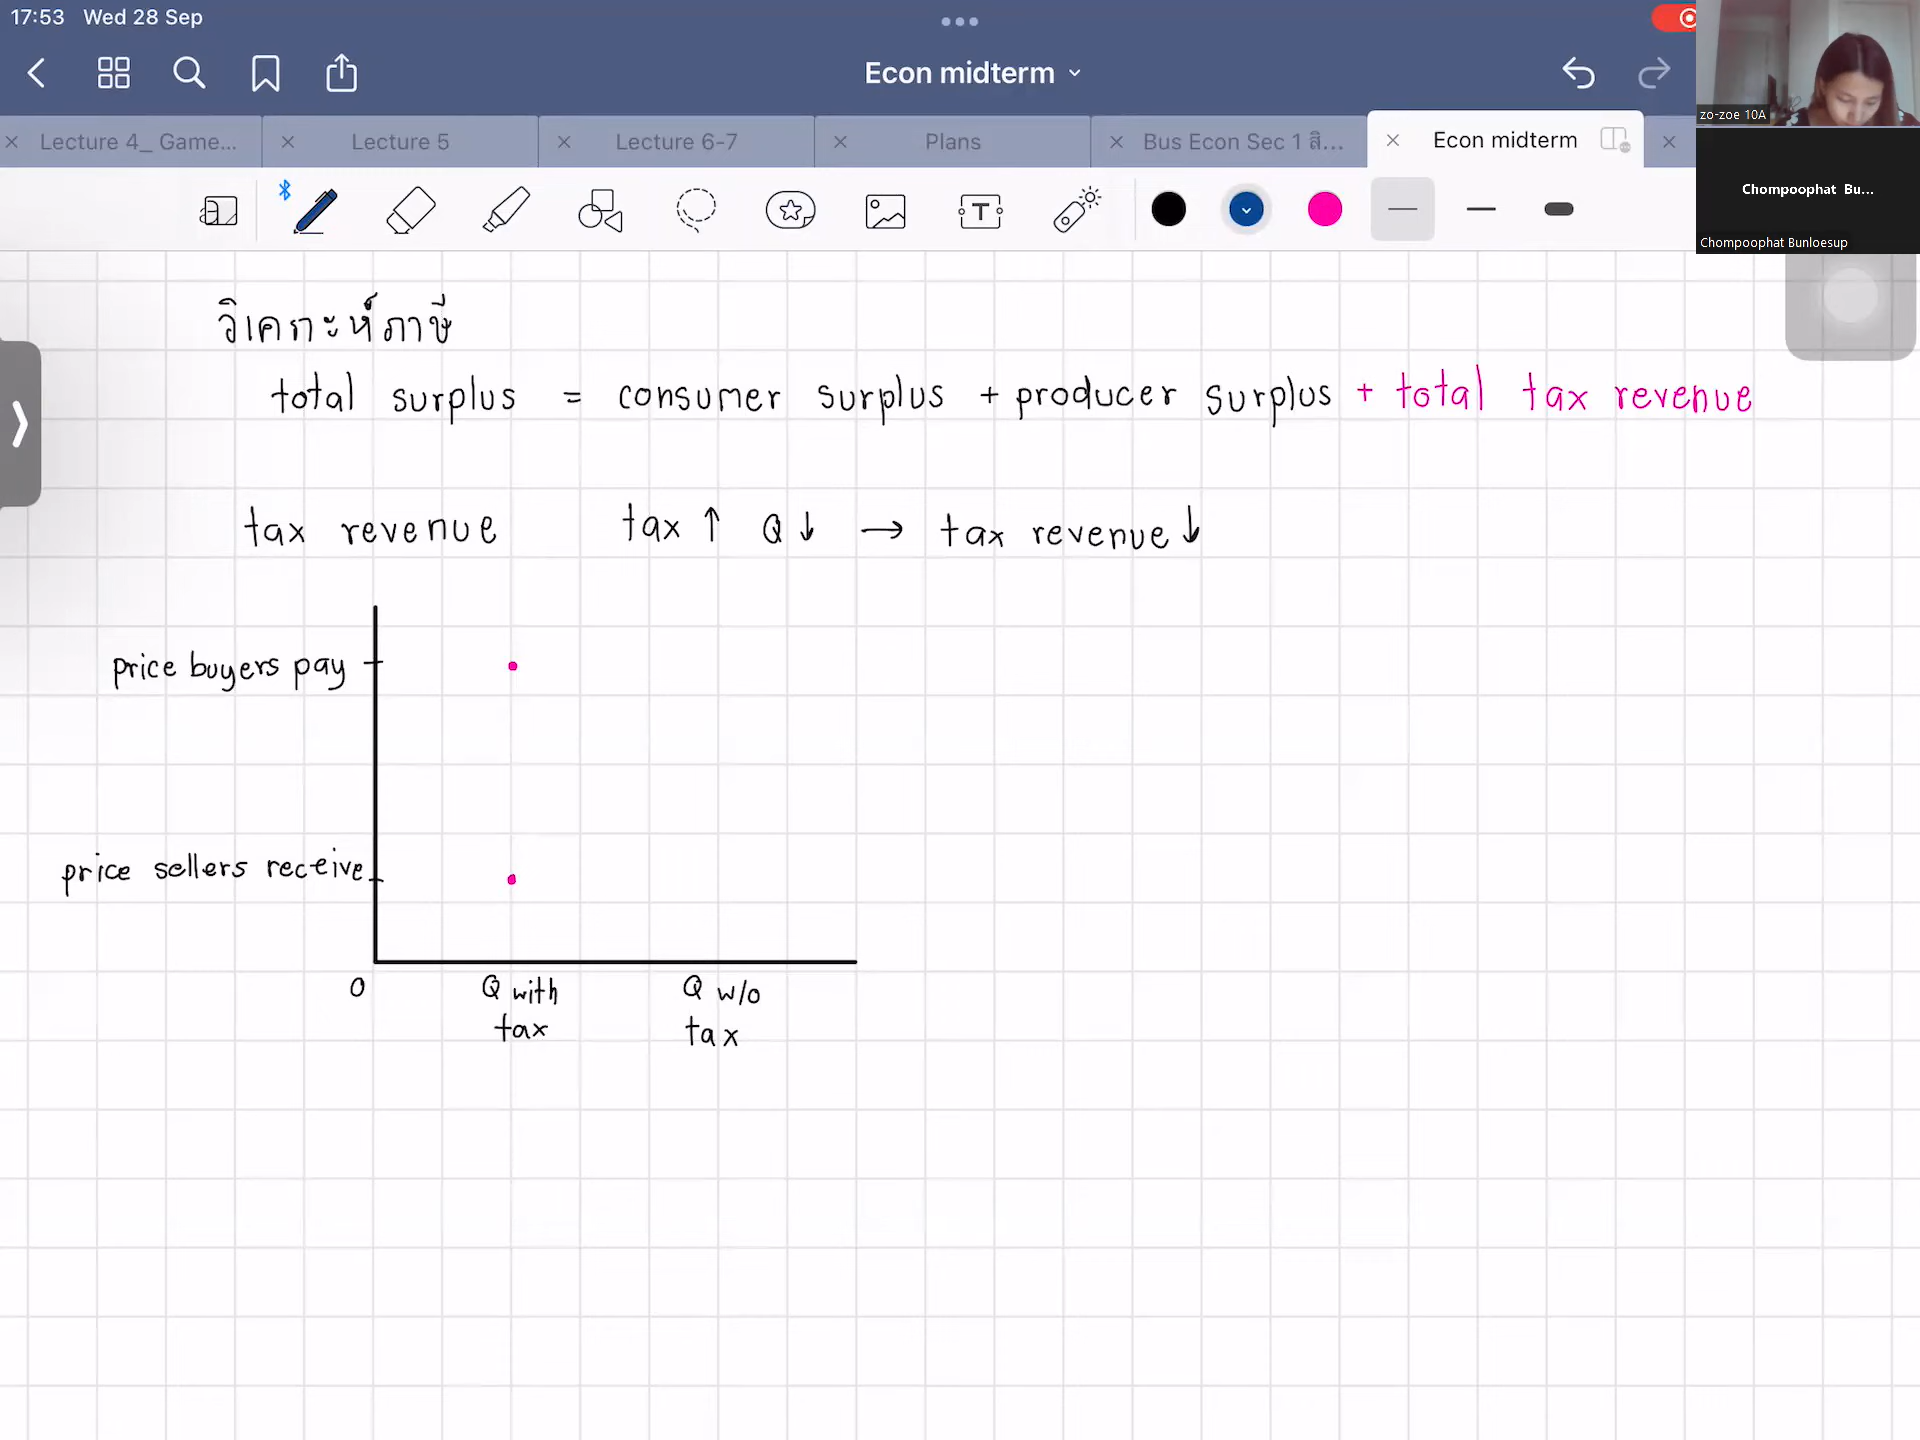 17:53 Wed 28 Sep
Econ midterm
Lecture 4_ Game...
Lecture 5
Lecture 6-7
Plans
Bus Econ Sec 1 สิ...
Econ midterm
zo-zoe 10A
Chompoophat Bu...
Chompoophat Bunloesup
วิเคราะห์ภาษี
total surplus = consumer surplus + producer surplus + total tax revenue
tax revenue tax ↑ Q ↓ → tax revenue ↓
price buyers pay
price sellers receive
0 Q with tax
Q w/o tax